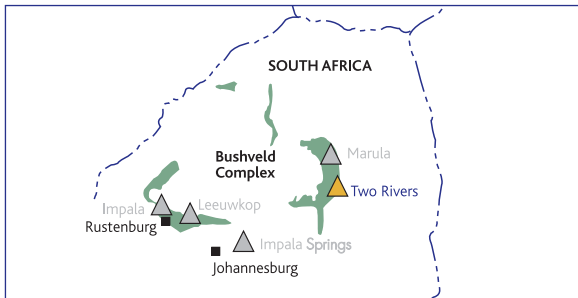 SOUTH AFRICA
Marula
Bushveld
Complex
Two Rivers
Impala
Leeuwkop
Rustenburg
Impala Springs
Johannesburg